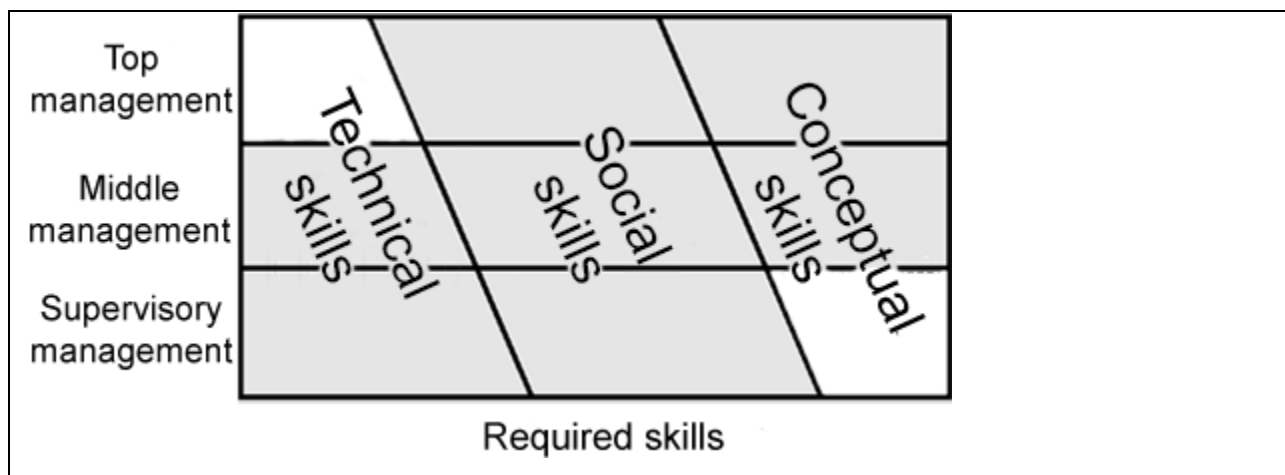 Top
management
Middle
management
Supervisory
management
Technical
skills
Social
skills
Conceptual
skills
Required skills